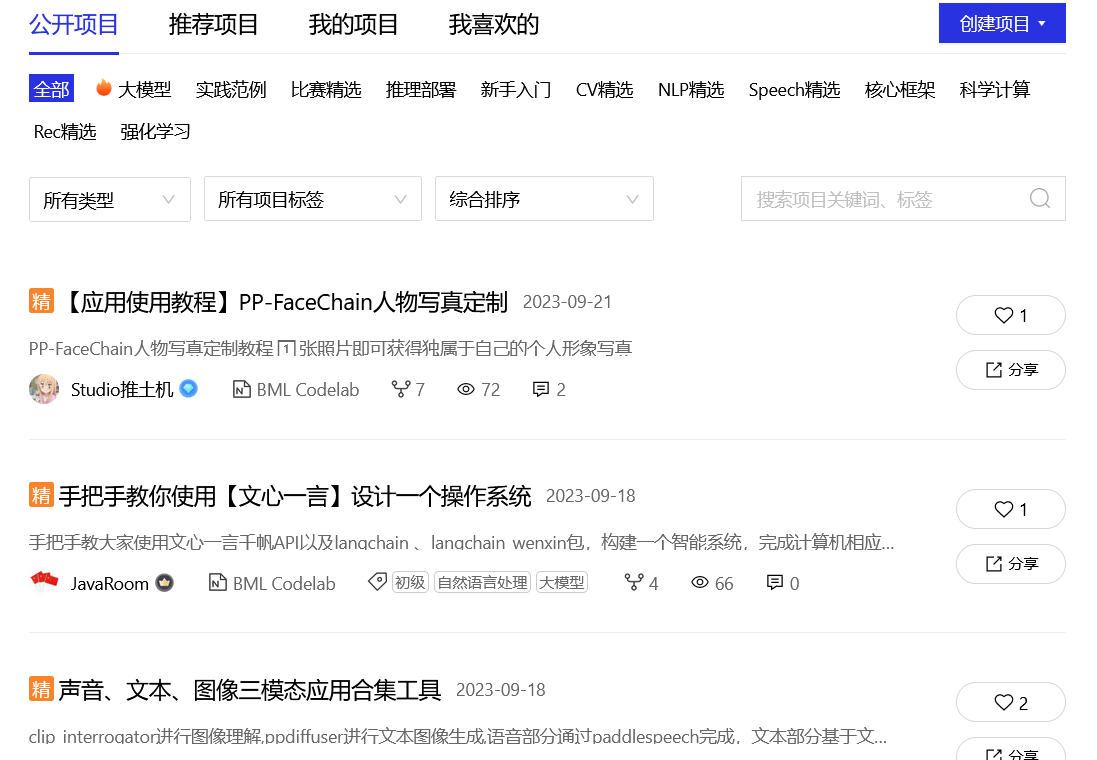 公开项目 推荐项目 我的项目 我喜欢的 创建项目
全部 大模型 实践范例 比赛精选 推理部署 新手入门 CV精选 NLP精选 Speech精选 核心框架 科学计算
Rec精选 强化学习
所有类型 所有项目标签 综合排序 搜索项目关键词、标签
精 【应用使用教程】PP-FaceChain人物写真定制 2023-09-21
1
PP-FaceChain人物写真定制教程 1 张照片即可获得独属于自己的个人形象写真
分享
Studio推土机 BML Codelab 7 72 2
精 手把手教你使用【文心一言】设计一个操作系统 2023-09-18
1
手把手教大家使用文心一言千帆API以及langchain 、langchain_wenxin包，构建一个智能系统，完成计算机相应...
分享
JavaRoom BML Codelab 初级 自然语言处理 大模型 4 66 0
精 声音、文本、图像三模态应用合集工具 2023-09-18
2
clip_interrogator进行图像理解,ppdiffuser进行文本图像生成,语音部分通过paddlespeech完成，文本部分基于文...
分享